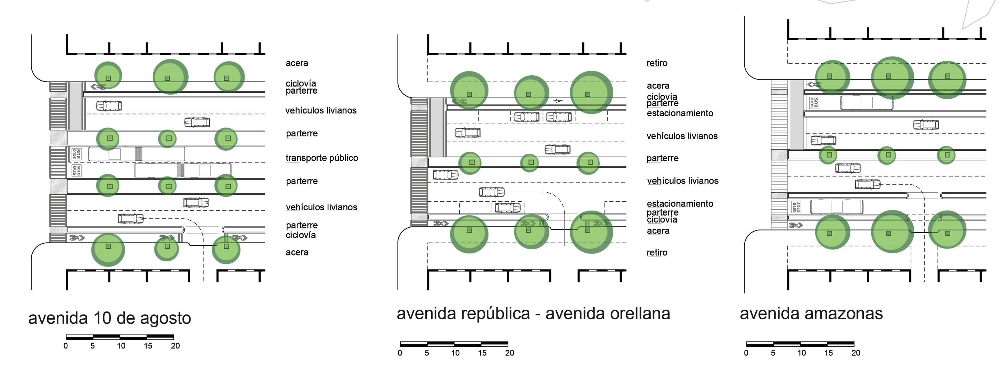 acera
ciclovía
parterre
vehículos livianos
parterre
SOLO BUS
transporte público
SOLO BUS
parterre
vehículos livianos
parterre
ciclovía
acera
avenida 10 de agosto
0 5 10 15 20
retiro
acera
ciclovía
parterre
estacionamiento
vehículos livianos
parterre
vehículos livianos
estacionamiento
parterre
ciclovía
acera
retiro
avenida república - avenida orellana
0 5 10 15 20
SOLO BUS
SOLO BUS
avenida amazonas
0 5 10 15 20